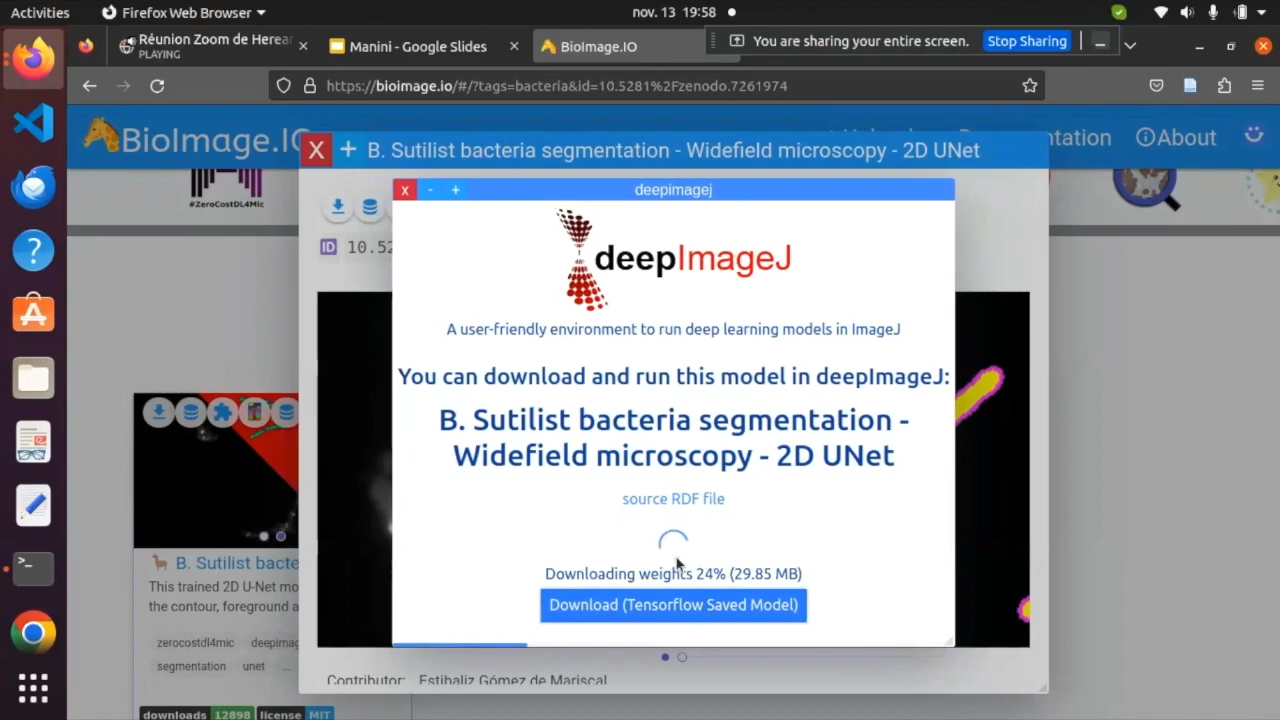 Activities
Firefox Web Browser
nov. 13 19:58
Réunion Zoom de Herear
PLAYING
Manini - Google Slides
BioImage.IO
You are sharing your entire screen.
Stop Sharing
https://bioimage.io/#/?tags=bacteria&id=10.5281%2Fzenodo.7261974
BioImage.IO
ntation
About
X + B. Sutilist bacteria segmentation - Widefield microscopy - 2D UNet
#ZeroCostDL4Mic
ID 10.52
x - + deepimagej
deepImageJ
A user-friendly environment to run deep learning models in ImageJ
You can download and run this model in deepImageJ:
B. Sutilist bacteria segmentation -
Widefield microscopy - 2D UNet
source RDF file
Downloading weights 24% (29.85 MB)
Download (Tensorflow Saved Model)
B. Sutilist bacte
This trained 2D U-Net mo
the contour, foreground a
zerocostdl4mic deepimag
segmentation unet ...
Contributor: Estibaliz Gómez de Mariscal
downloads 12898 license MIT